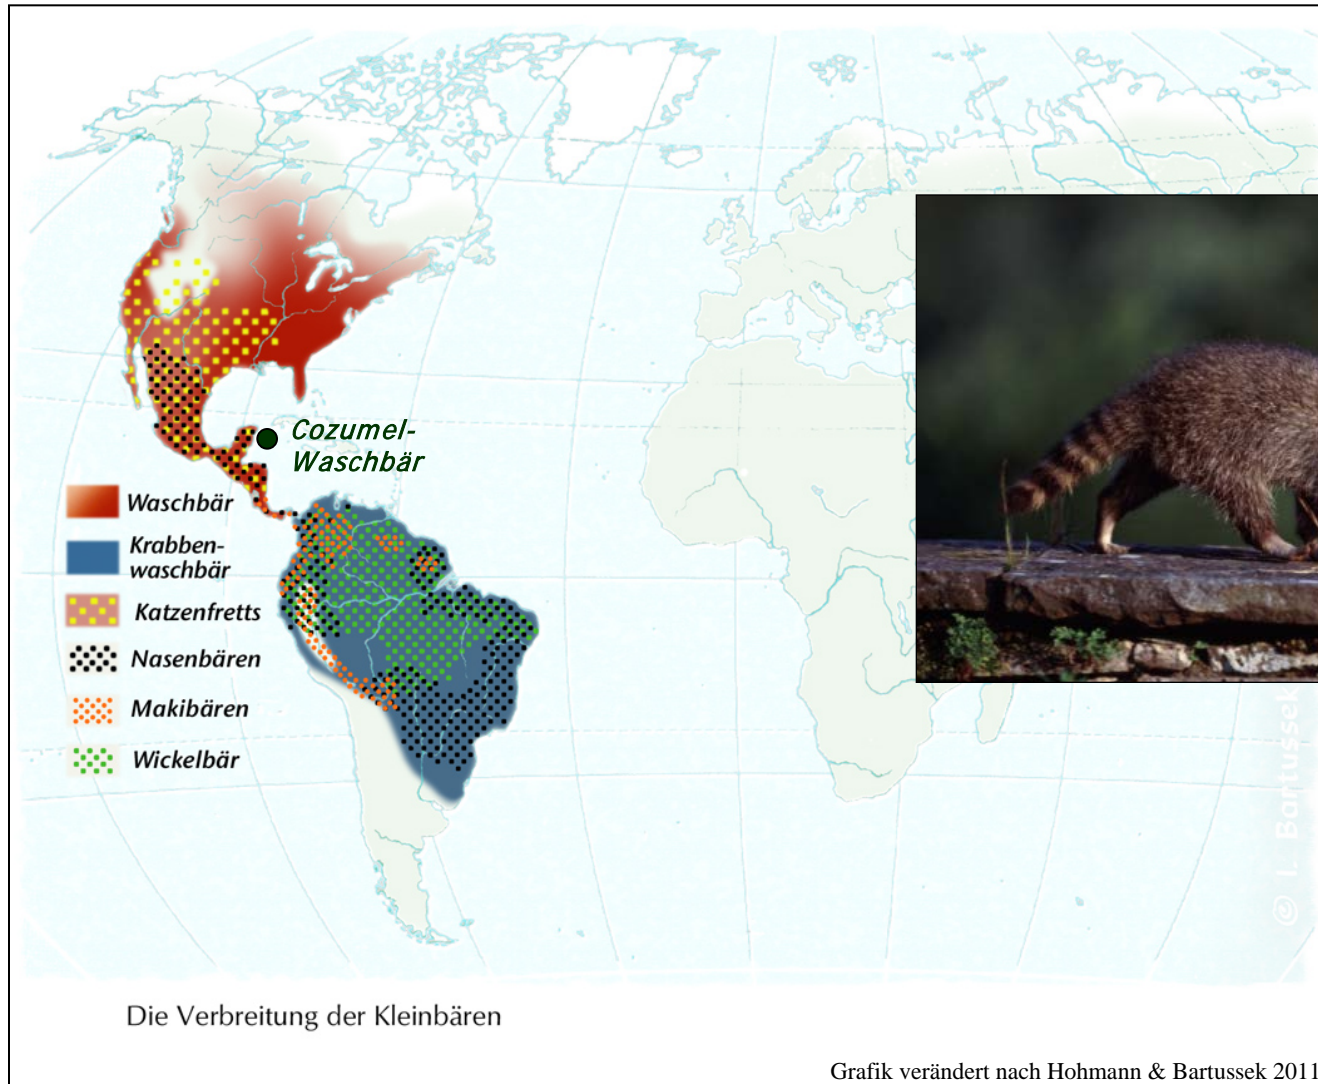 Cozumel-
Waschbär
Waschbär
Krabben-
waschbär
Katzenfretts
Nasenbären
Makibären
Wickelbär
© I. Bartussek
Die Verbreitung der Kleinbären
Grafik verändert nach Hohmann & Bartussek 2011